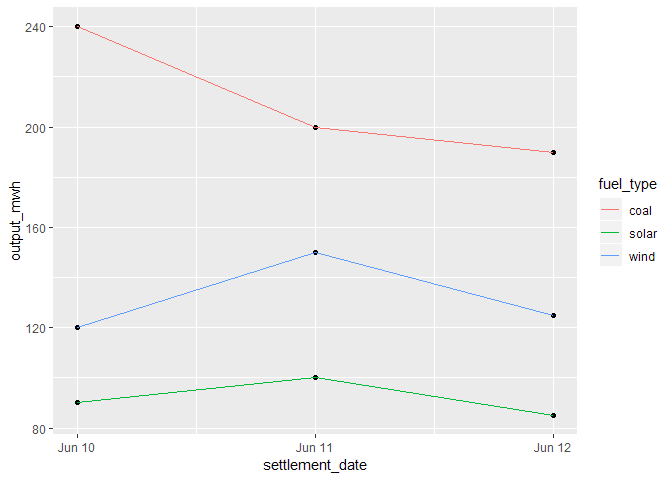 240
200
160
120
80
output_mwh
Jun 10
Jun 11
Jun 12
settlement_date
fuel_type
coal
solar
wind